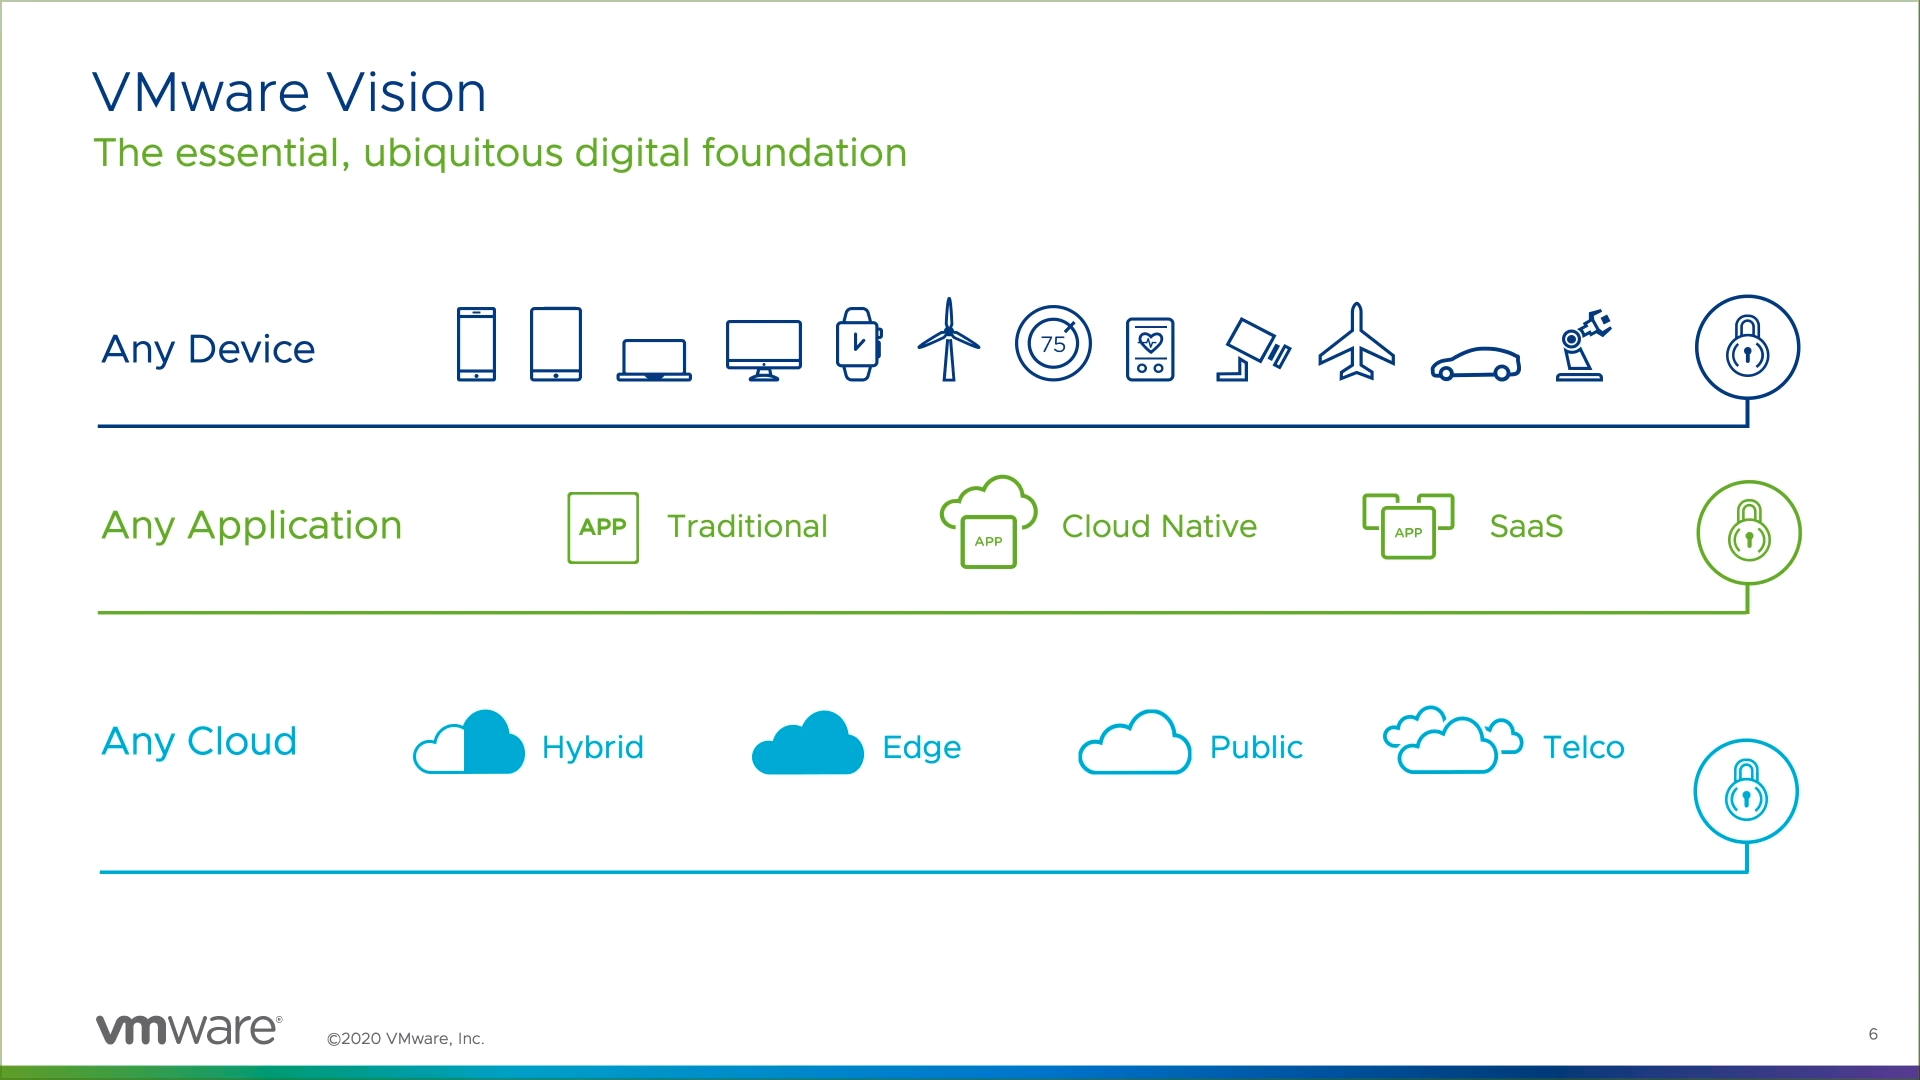 VMware Vision
The essential, ubiquitous digital foundation
Any Device
75
Any Application
APP
Traditional
APP
Cloud Native
APP
SaaS
Any Cloud
Hybrid
Edge
Public
Telco
vmware®
©2020 VMware, Inc.
6